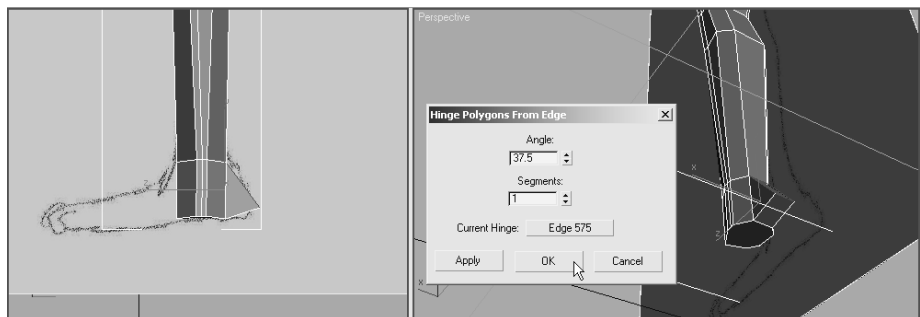 Perspective
Hinge Polygons From Edge
Angle:
37.5
Segments:
1
Current Hinge: Edge 575
Apply OK Cancel
x
z
x